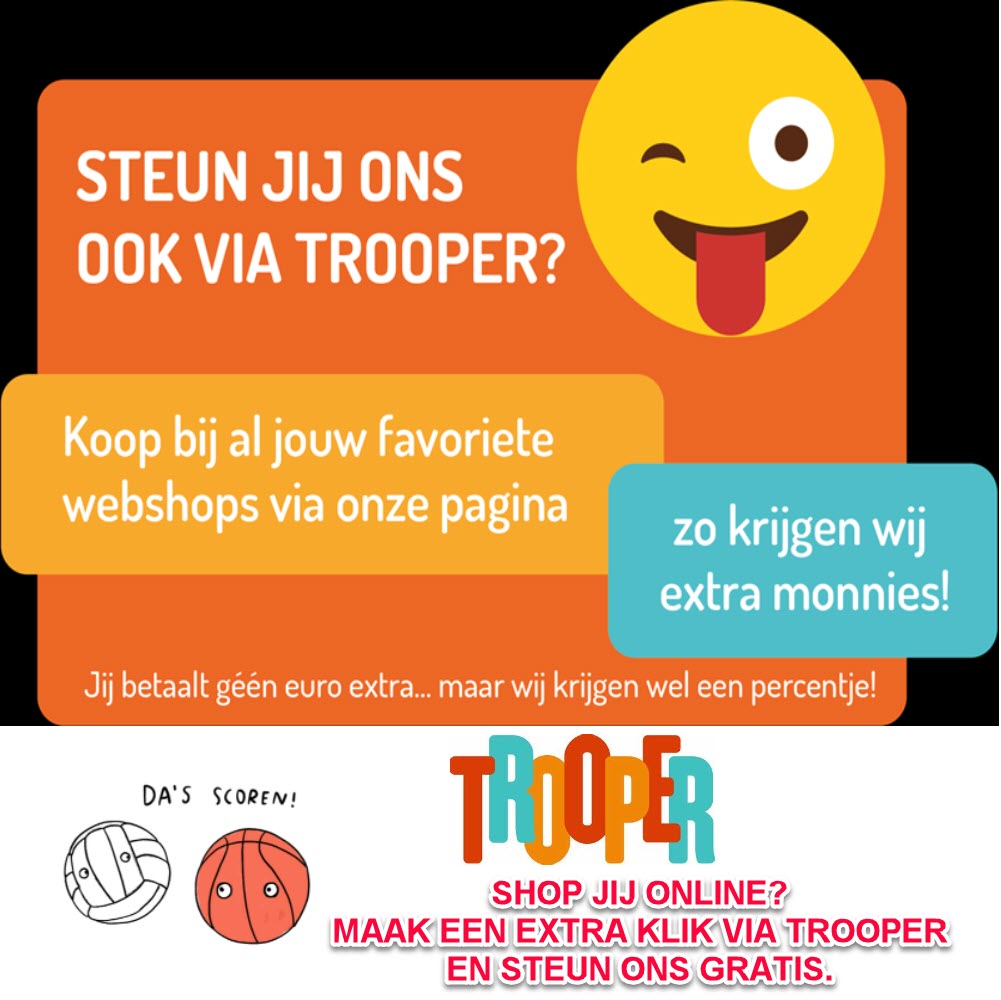 STEUN JIJ ONS
OOK VIA TROOPER?
Koop bij al jouw favoriete
webshops via onze pagina
zo krijgen wij
extra monnies!
Jij betaalt géén euro extra... maar wij krijgen wel een percentje!
DA'S SCOREN!
TROOPER
SHOP JIJ ONLINE?
MAAK EEN EXTRA KLIK VIA TROOPER
EN STEUN ONS GRATIS.